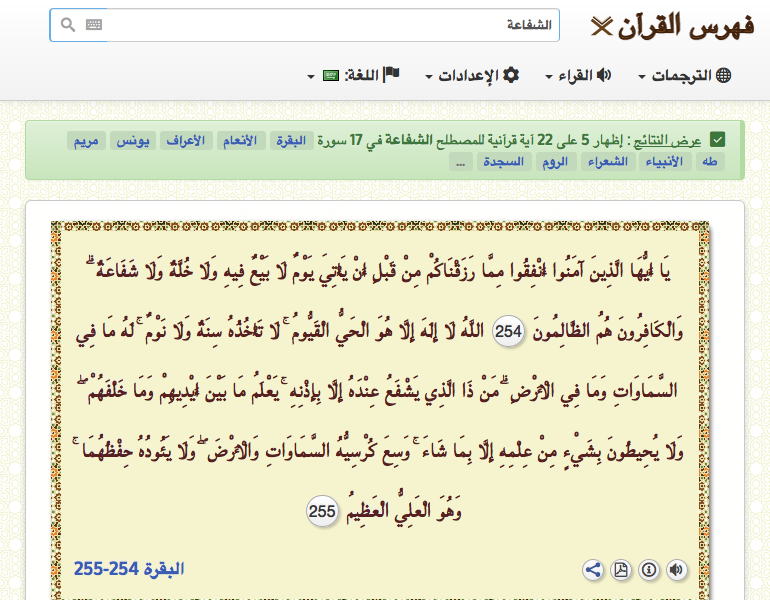 فهرس القرآن
الشفاعة
الترجمات القراء الإعدادات اللغة:
عرض النتائج : إظهار 5 على 22 آية قرآنية للمصطلح الشفاعة في 17 سورة البقرة الأنعام الأعراف يونس مريم
طه الأنبياء الشعراء الروم السجدة ...
يَا أَيُّهَا الَّذِينَ آمَنُوا أَنْفِقُوا مِمَّا رَزَقْنَاكُمْ مِنْ قَبْلِ أَنْ يَأْتِيَ يَوْمٌ لَا بَيْعٌ فِيهِ وَلَا خُلَّةٌ وَلَا شَفَاعَةٌ ۗ
وَالْكَافِرُونَ هُمُ الظَّالِمُونَ 254 اللَّهُ لَا إِلَٰهَ إِلَّا هُوَ الْحَيُّ الْقَيُّومُ ۚ لَا تَأْخُذُهُ سِنَةٌ وَلَا نَوْمٌ ۚ لَهُ مَا فِي
السَّمَاوَاتِ وَمَا فِي الْأَرْضِ ۗ مَنْ ذَا الَّذِي يَشْفَعُ عِنْدَهُ إِلَّا بِإِذْنِهِ ۚ يَعْلَمُ مَا بَيْنَ أَيْدِيهِمْ وَمَا خَلْفَهُمْ ۖ
وَلَا يُحِيطُونَ بِشَيْءٍ مِنْ عِلْمِهِ إِلَّا بِمَا شَاءَ ۚ وَسِعَ كُرْسِيُّهُ السَّمَاوَاتِ وَالْأَرْضَ ۖ وَلَا يَئُودُهُ حِفْظُهُمَا ۚ
وَهُوَ الْعَلِيُّ الْعَظِيمُ 255
البقرة 254-255